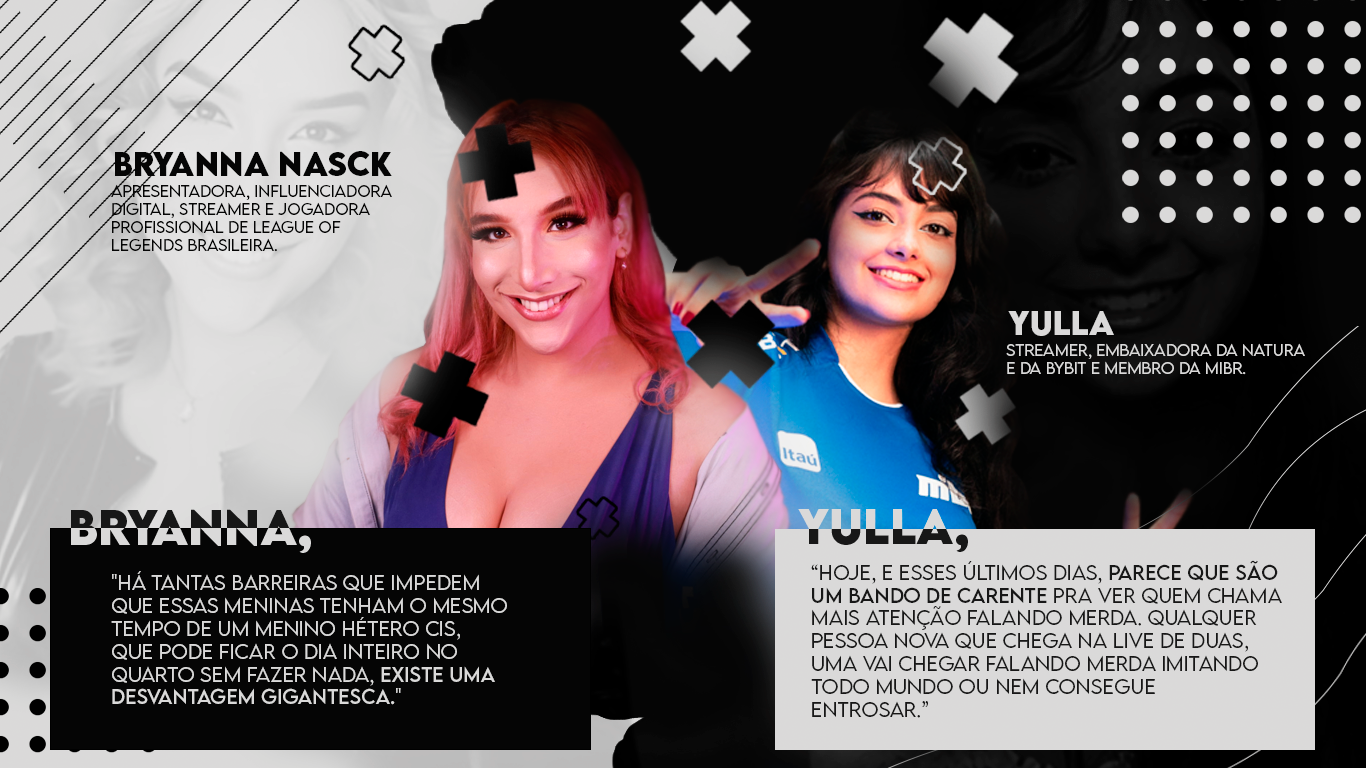 BRYANNA NASCK
APRESENTADORA, INFLUENCIADORA
DIGITAL, STREAMER E JOGADORA
PROFISSIONAL DE LEAGUE OF
LEGENDS BRASILEIRA.
YULLA
STREAMER, EMBAIXADORA DA NATURA
E DA BYBIT E MEMBRO DA MIBR.
Itaú
BRYANNA,
"HÁ TANTAS BARREIRAS QUE IMPEDEM
QUE ESSAS MENINAS TENHAM O MESMO
TEMPO DE UM MENINO HÉTERO CIS,
QUE PODE FICAR O DIA INTEIRO NO
QUARTO SEM FAZER NADA, EXISTE UMA
DESVANTAGEM GIGANTESCA."
YULLA,
“HOJE, E ESSES ÚLTIMOS DIAS, PARECE QUE SÃO
UM BANDO DE CARENTE PRA VER QUEM CHAMA
MAIS ATENÇÃO FALANDO MERDA. QUALQUER
PESSOA NOVA QUE CHEGA NA LIVE DE DUAS,
UMA VAI CHEGAR FALANDO MERDA IMITANDO
TODO MUNDO OU NEM CONSEGUE
ENTROSAR.”